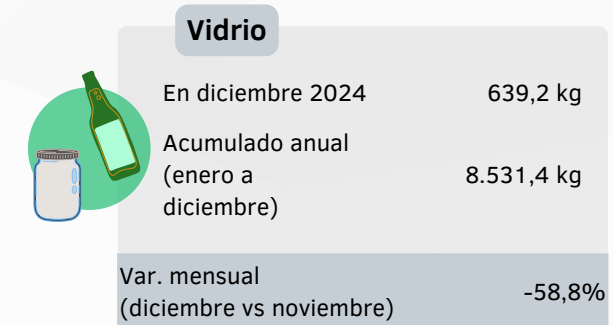 Vidrio
En diciembre 2024 639,2 kg
Acumulado anual
(enero a 8.531,4 kg
diciembre)
Var. mensual
(diciembre vs noviembre) -58,8%